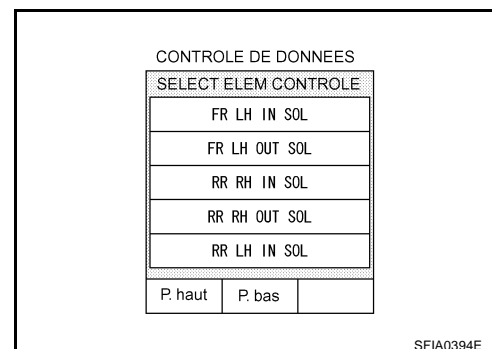 CONTROLE DE DONNEES
SELECT ELEM CONTROLE
FR LH IN SOL
FR LH OUT SOL
RR RH IN SOL
RR RH OUT SOL
RR LH IN SOL
P. haut P. bas
SFIA0394E